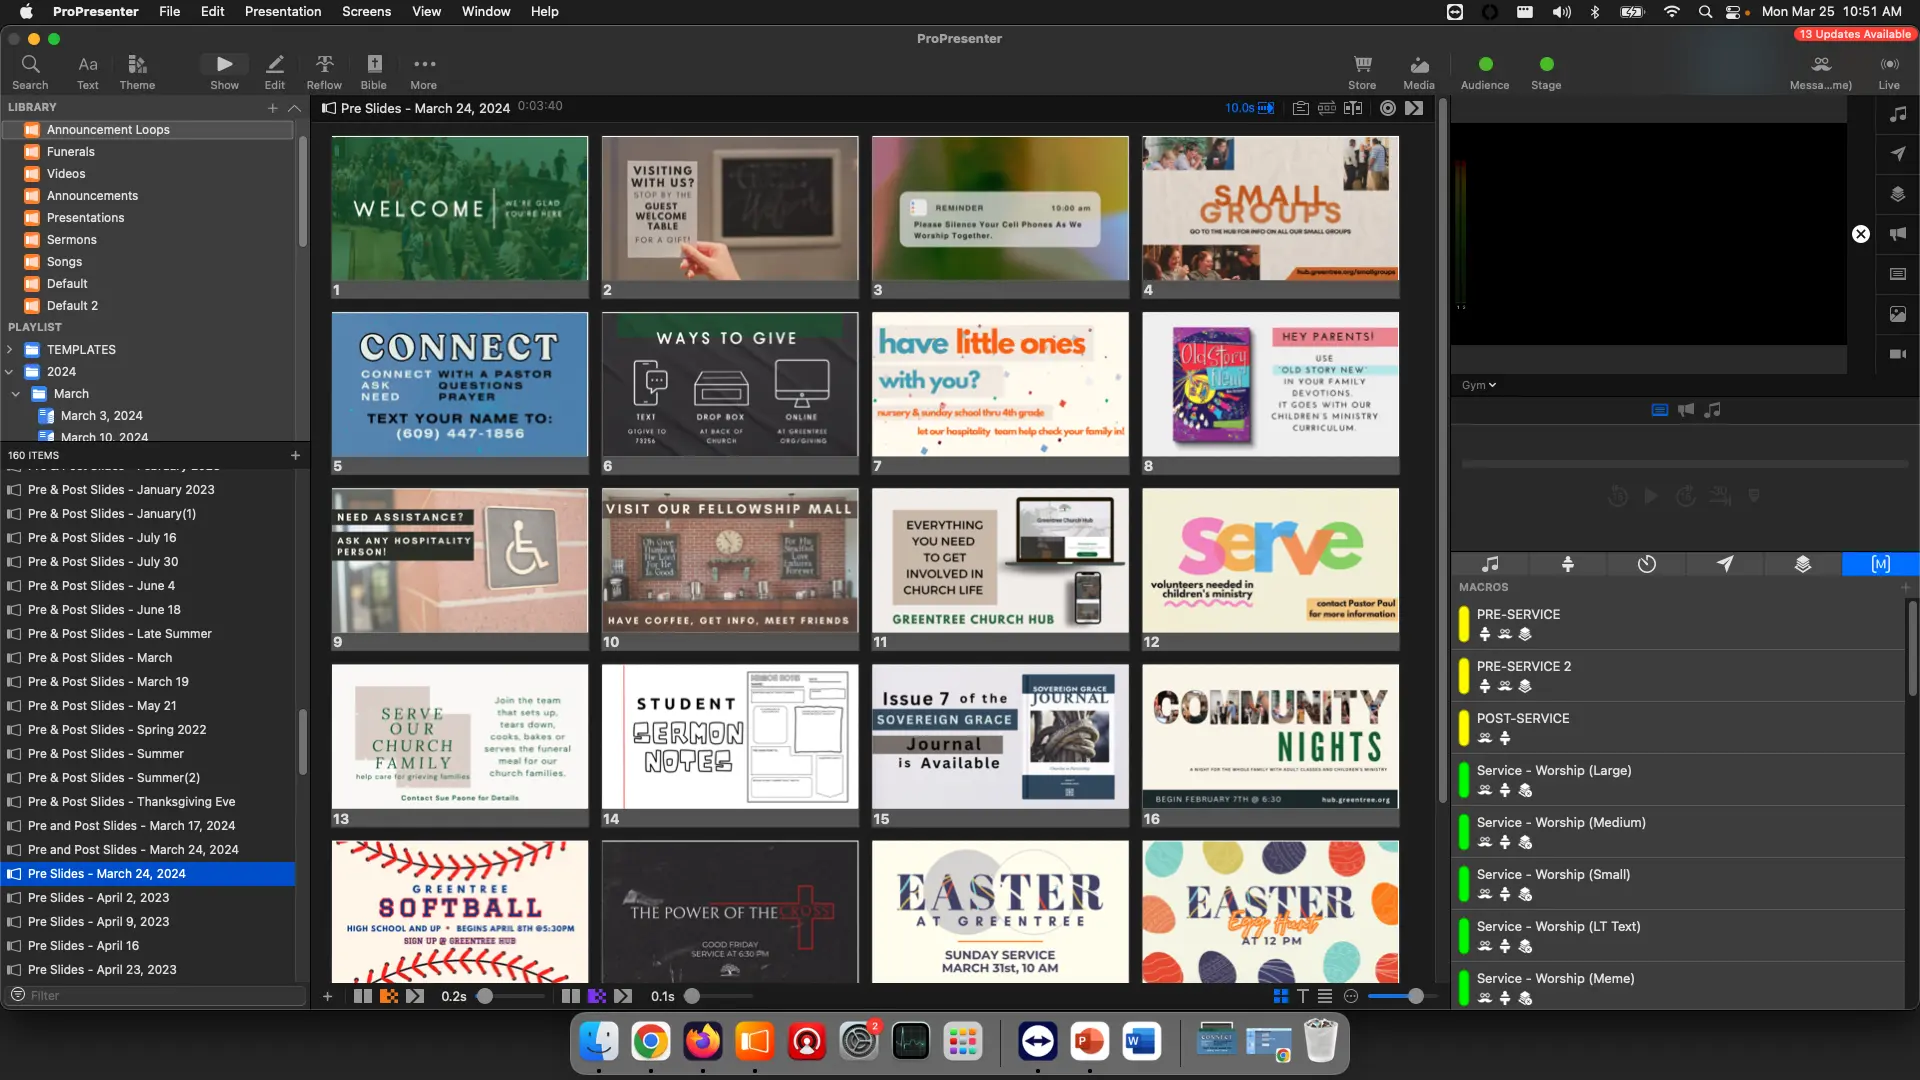 ProPresenter File Edit Presentation Screens View Window Help
Mon Mar 25 10:51 AM
ProPresenter
13 Updates Available
Search Text Theme Show Edit Reflow Bible More
Store Media Audience Stage Messa...me) Live
LIBRARY
Announcement Loops
Funerals
Videos
Announcements
Presentations
Sermons
Songs
Default
Default 2
PLAYLIST
TEMPLATES
2024
March
March 3, 2024
March 10, 2024
160 ITEMS
Pre & Post Slides - January 2023
Pre & Post Slides - January(1)
Pre & Post Slides - July 16
Pre & Post Slides - July 30
Pre & Post Slides - June 4
Pre & Post Slides - June 18
Pre & Post Slides - Late Summer
Pre & Post Slides - March
Pre & Post Slides - March 19
Pre & Post Slides - May 21
Pre & Post Slides - Spring 2022
Pre & Post Slides - Summer
Pre & Post Slides - Summer(2)
Pre & Post Slides - Thanksgiving Eve
Pre and Post Slides - March 17, 2024
Pre and Post Slides - March 24, 2024
Pre Slides - March 24, 2024
Pre Slides - April 2, 2023
Pre Slides - April 9, 2023
Pre Slides - April 16
Pre Slides - April 23, 2023
Filter
Pre Slides - March 24, 2024 0:03:40
10.0s
WELCOME
WE'RE GLAD
YOU'RE HERE
1
VISITING
WITH US?
STOP BY THE
GUEST
WELCOME
TABLE
FOR A GIFT!
2
REMINDER 10:00 am
Please Silence Your Cell Phones As We
Worship Together.
3
SMALL
GROUPS
GO TO THE HUB FOR INFO ON ALL OUR SMALL GROUPS
hub.greentree.org/smallgroups
4
CONNECT
CONNECT WITH A PASTOR
ASK QUESTIONS
NEED PRAYER
TEXT YOUR NAME TO:
(609) 447-1856
5
WAYS TO GIVE
TEXT
GTGIVE TO
73256
DROP BOX
AT BACK OF
CHURCH
ONLINE
AT GREENTREE
.ORG/GIVING
6
have little ones
with you?
nursery & sunday school thru 4th grade
let our hospitality team help check your family in!
7
Old Story
New
HEY PARENTS!
USE
"OLD STORY NEW"
IN YOUR FAMILY
DEVOTIONS.
IT GOES WITH OUR
CHILDREN'S MINISTRY
CURRICULUM.
8
NEED ASSISTANCE?
ASK ANY HOSPITALITY
PERSON!
9
VISIT OUR FELLOWSHIP MALL
HAVE COFFEE, GET INFO, MEET FRIENDS
10
EVERYTHING
YOU NEED
TO GET
INVOLVED IN
CHURCH LIFE
GREENTREE CHURCH HUB
Greentree Church Hub
11
serve
volunteers needed in
children's ministry
contact Pastor Paul
for more information
12
SERVE
OUR
CHURCH
FAMILY
help care for grieving families
Join the team
that sets up,
tears down,
cooks, bakes or
serves the funeral
meal for our
church families.
Contact Sue Paone for Details
13
STUDENT
SERMON
NOTES
14
Issue 7 of the
SOVEREIGN GRACE
Journal
is Available
SOVEREIGN GRACE
JOURNAL
15
COMMUNITY
NIGHTS
A NIGHT FOR THE WHOLE FAMILY WITH ADULT CLASSES AND CHILDREN'S MINISTRY
BEGIN FEBRUARY 7TH @ 6:30 hub.greentree.org
16
GREENTREE
SOFTBALL
HIGH SCHOOL AND UP • BEGINS APRIL 8TH @5:30PM
SIGN UP @ GREENTREE HUB
THE POWER OF THE CROSS
GOOD FRIDAY
SERVICE AT 6:30 PM
EASTER
AT GREENTREE
SUNDAY SERVICE
MARCH 31st, 10 AM
EASTER
Egg Hunt
AT 12 PM
0.2s 0.1s
Gym
MACROS
PRE-SERVICE
PRE-SERVICE 2
POST-SERVICE
Service - Worship (Large)
Service - Worship (Medium)
Service - Worship (Small)
Service - Worship (LT Text)
Service - Worship (Meme)
2